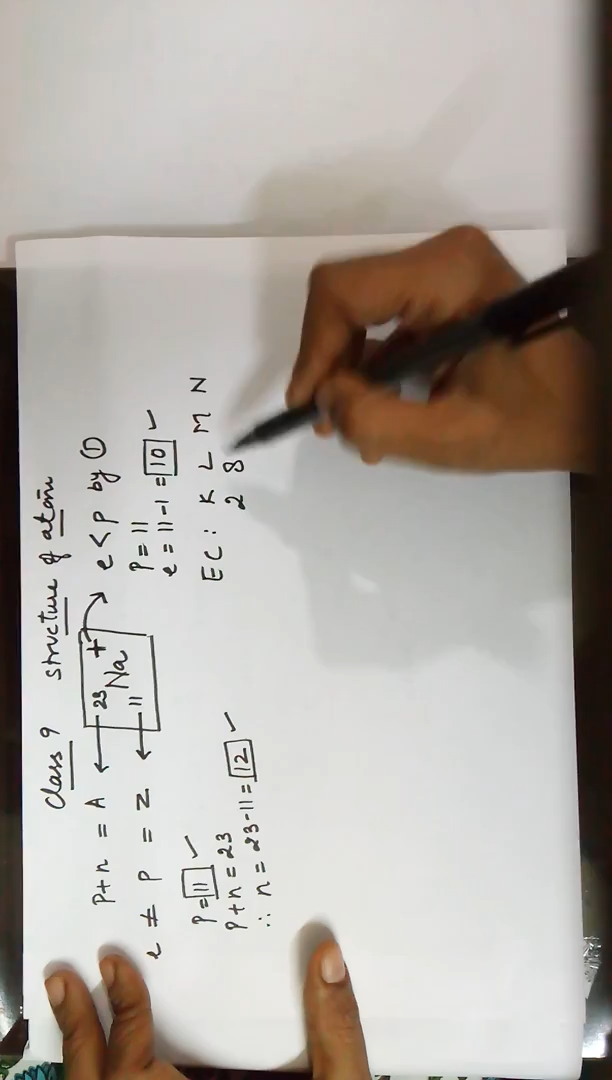 Class 9 structure of atom
P+n = A ← 23 Na + e < P by 1
e ≠ P = Z ← 11
P = 11
e = 11 - 1 = 10 ✓
P = 11 ✓
P + n = 23
∴ n = 23 - 11 = 12 ✓
EC : K L M N
2 8